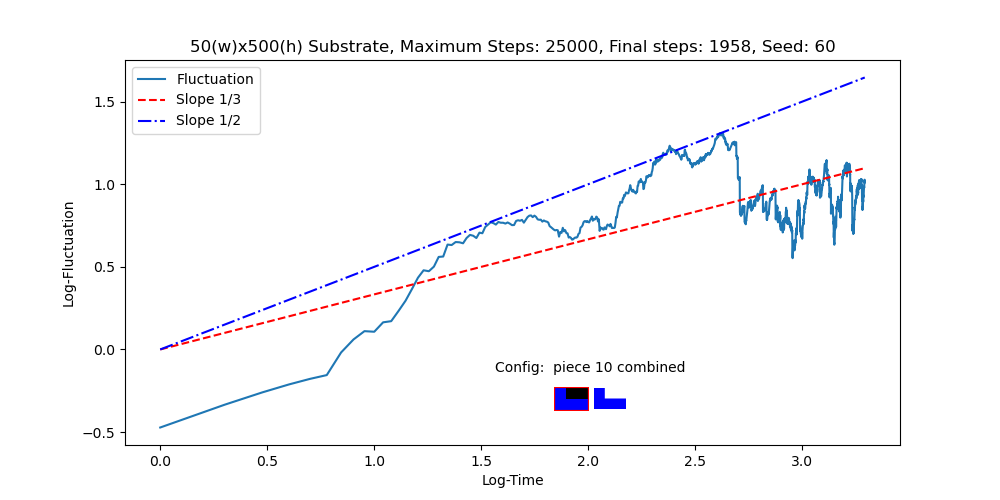 50(w)x500(h) Substrate, Maximum Steps: 25000, Final steps: 1958, Seed: 60
Fluctuation
Slope 1/3
Slope 1/2
Log-Fluctuation
1.5
1.0
0.5
0.0
−0.5
Config:  piece 10 combined
0.0 0.5 1.0 1.5 2.0 2.5 3.0
Log-Time